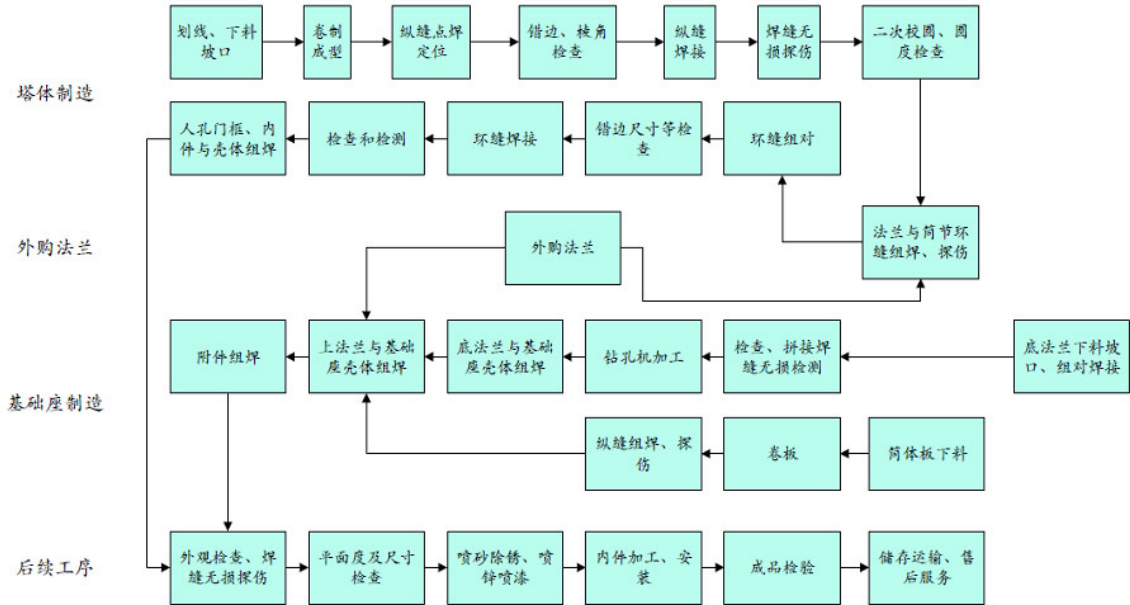 塔体制造
划线、下料
坡口
卷制
成型
纵缝点焊
定位
错边、棱角
检查
纵缝
焊接
焊缝无
损探伤
二次校圆、圆
度检查
人孔门框、内
件与壳体组焊
检查和检测
环缝焊接
错边尺寸等检
查
环缝组对
外购法兰
外购法兰
法兰与筒节环
缝组焊、探伤
基础座制造
附件组焊
上法兰与基础
座壳体组焊
底法兰与基础
座壳体组焊
钻孔机加工
检查、拼接焊
缝无损检测
底法兰下料坡
口、组对焊接
纵缝组焊、探
伤
卷板
筒体板下料
后续工序
外观检查、焊
缝无损探伤
平面度及尺寸
检查
喷砂除锈、喷
锌喷漆
内件加工、安
装
成品检验
储存运输、售
后服务